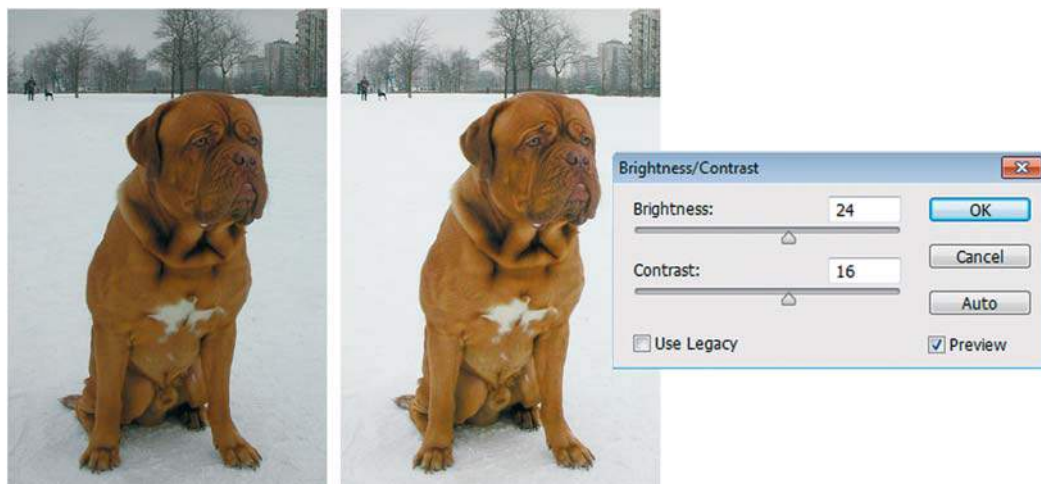 Brightness/Contrast
Brightness: 24
OK
Contrast: 16
Cancel
Auto
Use Legacy
Preview